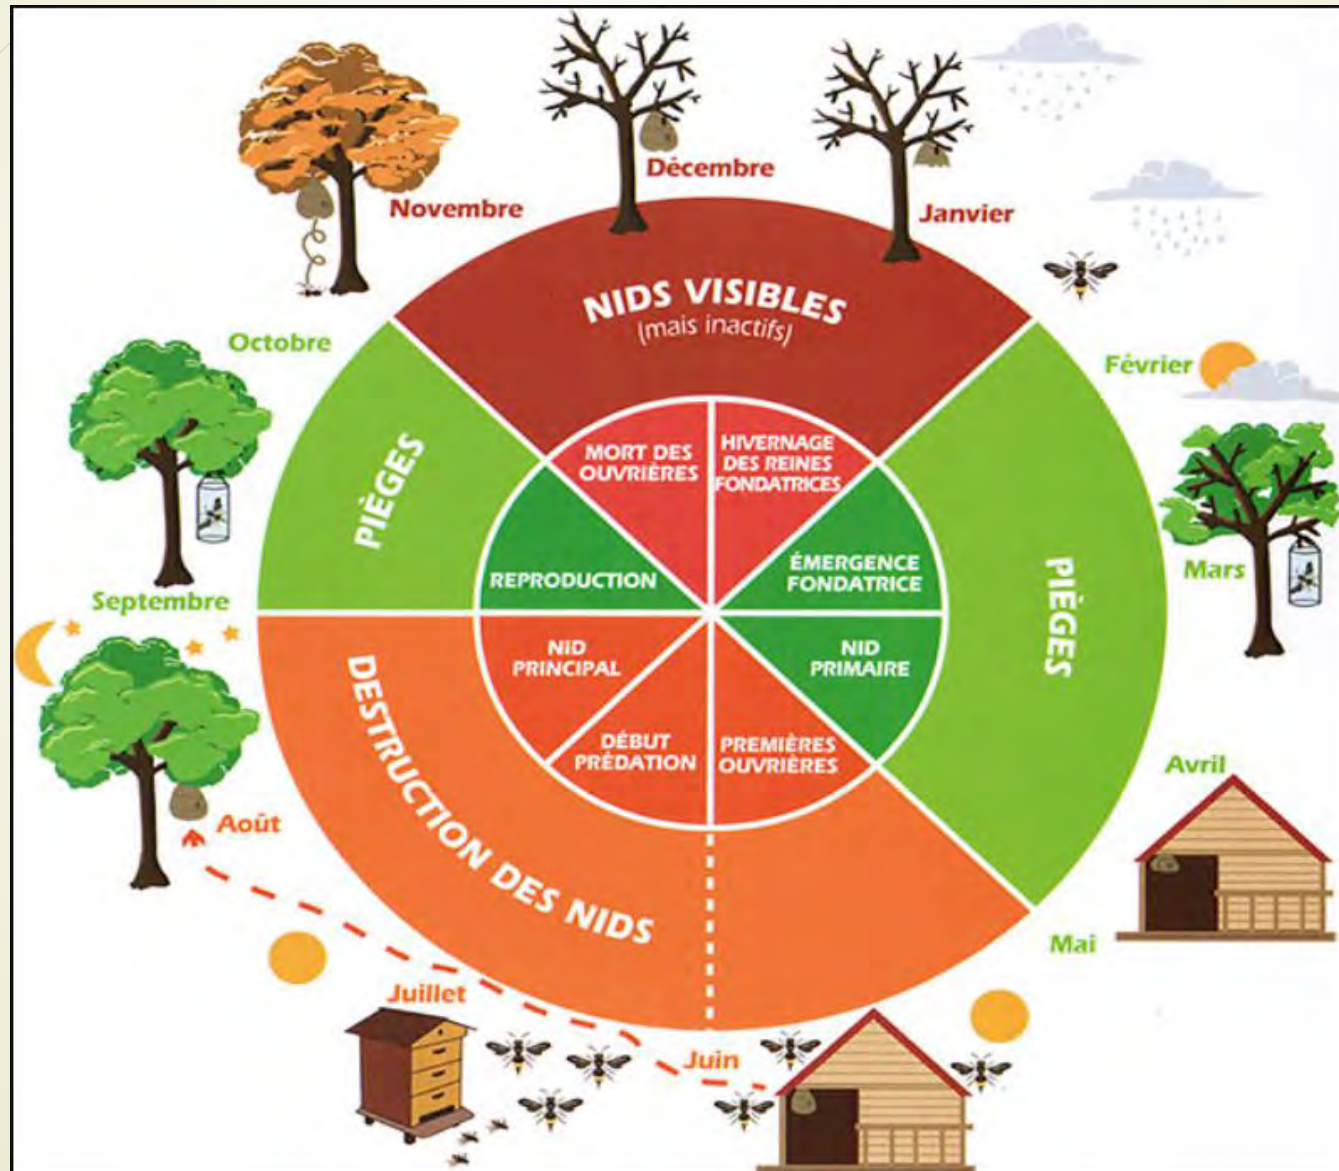 Décembre
Novembre
Janvier
NIDS VISIBLES
(mais inactifs)
Octobre
Février
PIÈGES
MORT DES
OUVRIÈRES
HIVERNAGE
DES REINES
FONDATRICES
PIÈGES
REPRODUCTION
ÉMERGENCE
FONDATRICE
Mars
Septembre
NID
PRINCIPAL
NID
PRIMAIRE
DÉBUT
PRÉDATION
PREMIÈRES
OUVRIÈRES
DESTRUCTION DES NIDS
Avril
Août
Mai
Juillet
Juin